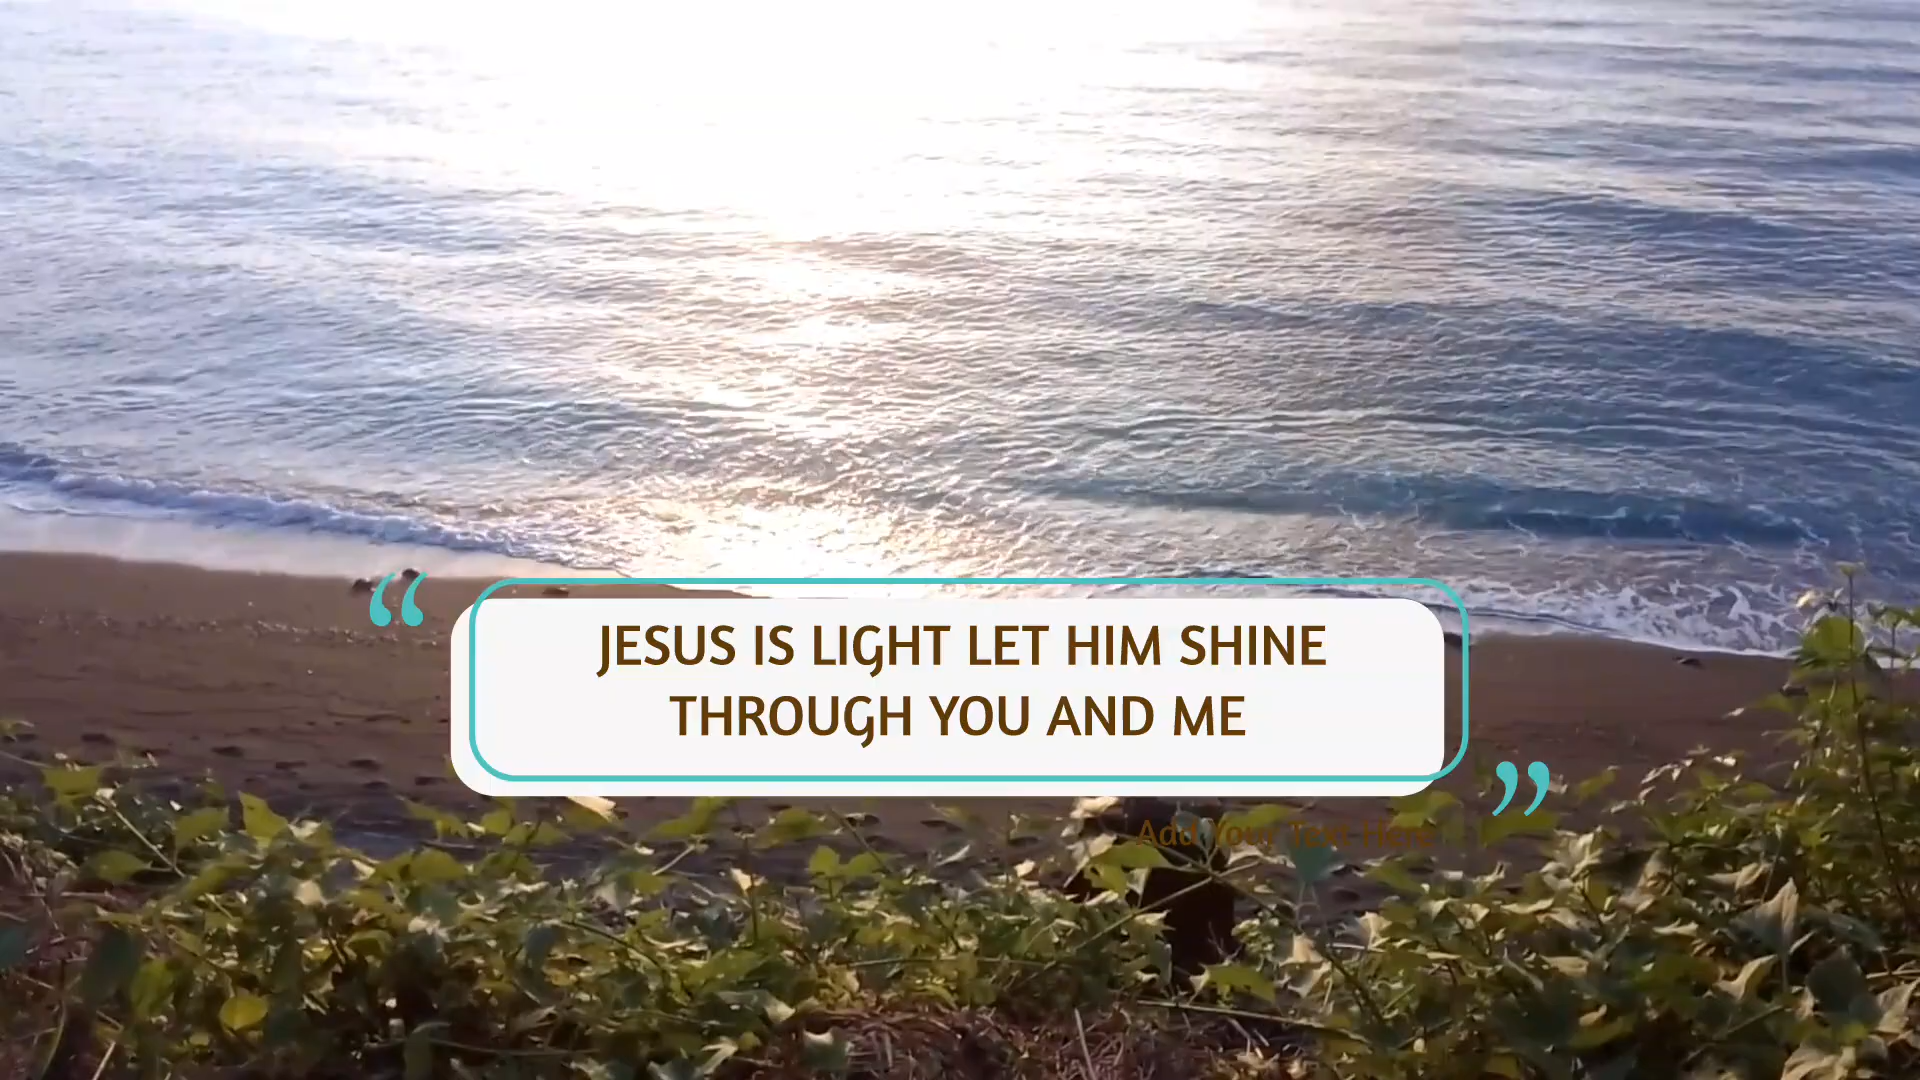 “
JESUS IS LIGHT LET HIM SHINE
THROUGH YOU AND ME
”
Add Your Text Here